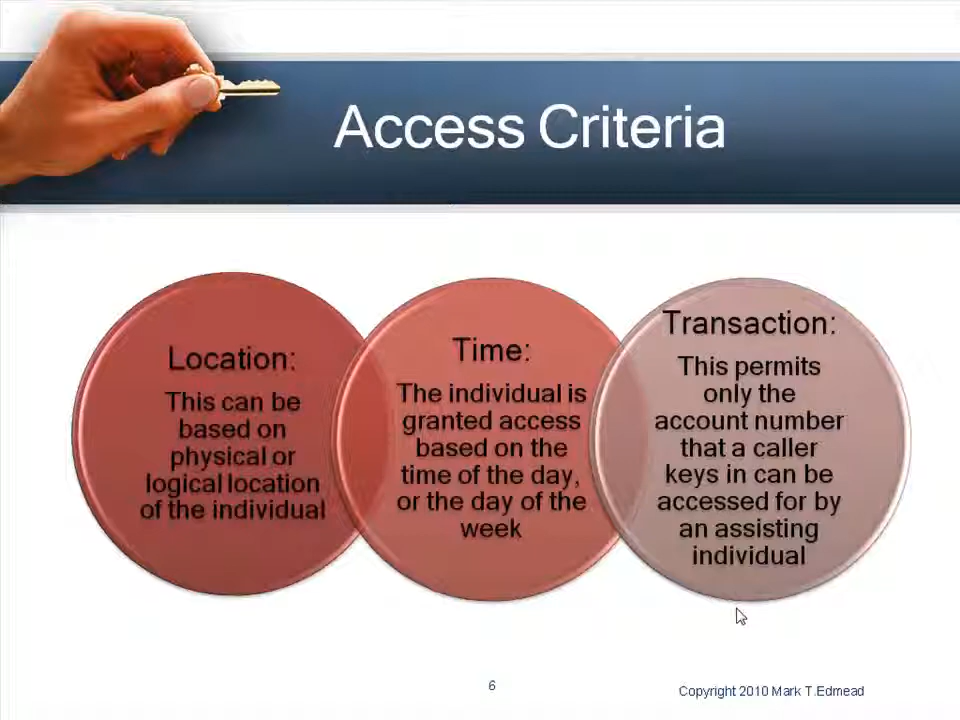 Access Criteria
Location:
This can be
based on
physical or
logical location
of the individual
Time:
The individual is
granted access
based on the
time of the day,
or the day of the
week
Transaction:
This permits
only the
account number
that a caller
keys in can be
accessed for by
an assisting
individual
6
Copyright 2010 Mark T.Edmead